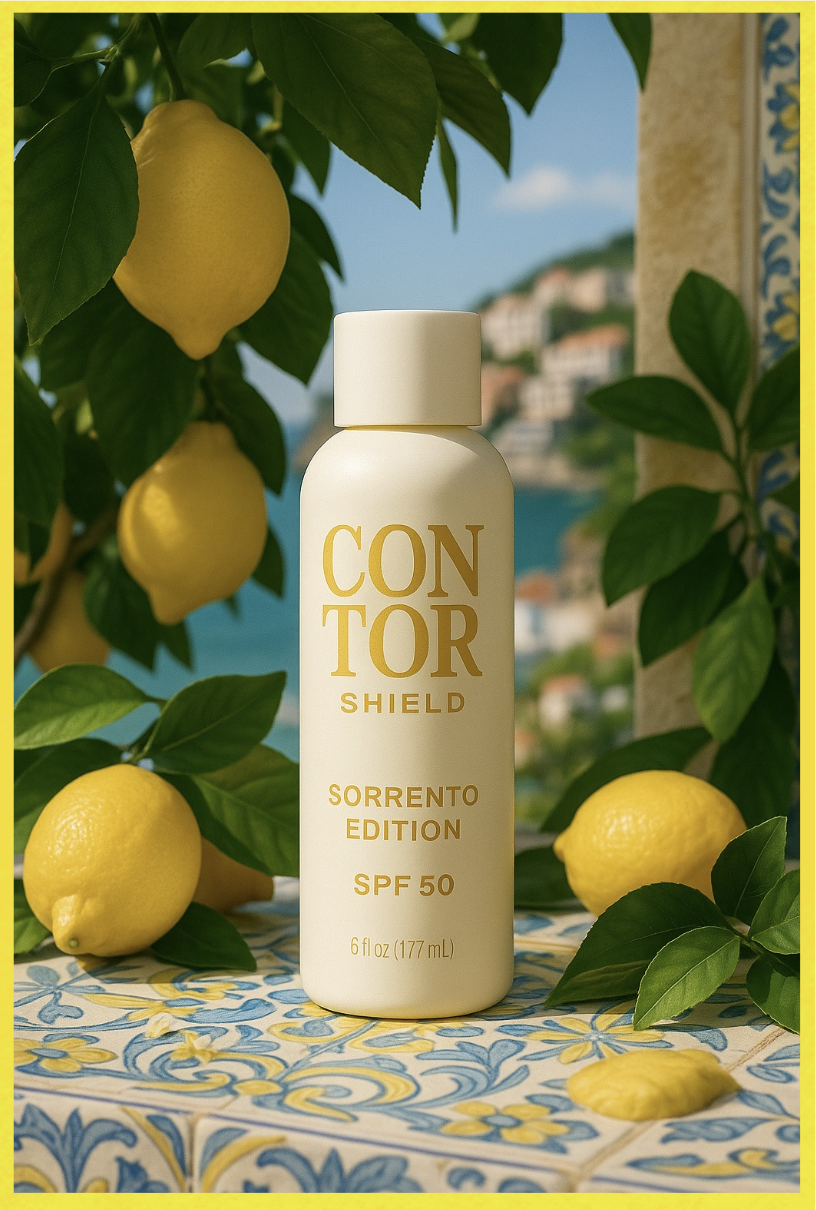 CON
TOR
SHIELD
SORRENTO
EDITION
SPF 50
6 fl oz (177 mL)